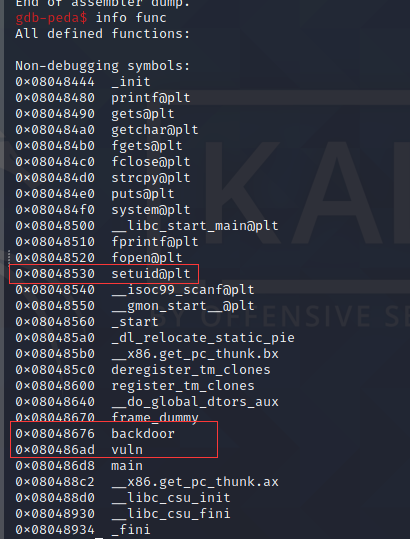 End of assembler dump.
gdb-peda$ info func
All defined functions:
Non-debugging symbols:
0×08048444 _init
0×08048480 printf@plt
0×08048490 gets@plt
0×080484a0 getchar@plt
0×080484b0 fgets@plt
0×080484c0 fclose@plt
0×080484d0 strcpy@plt
0×080484e0 puts@plt
0×080484f0 system@plt
0×08048500 __libc_start_main@plt
0×08048510 fprintf@plt
0×08048520 fopen@plt
0×08048530 setuid@plt
0×08048540 __isoc99_scanf@plt
0×08048550 __gmon_start__@plt
0×08048560 _start
0×080485a0 _dl_relocate_static_pie
0×080485b0 __x86.get_pc_thunk.bx
0×080485c0 deregister_tm_clones
0×08048600 register_tm_clones
0×08048640 __do_global_dtors_aux
0×08048670 frame_dummy
0×08048676 backdoor
0×080486ad vuln
0×080486d8 main
0×080488c2 __x86.get_pc_thunk.ax
0×080488d0 __libc_csu_init
0×08048930 __libc_csu_fini
0×08048934 _fini
KAL
BY OFFENSIVE SE